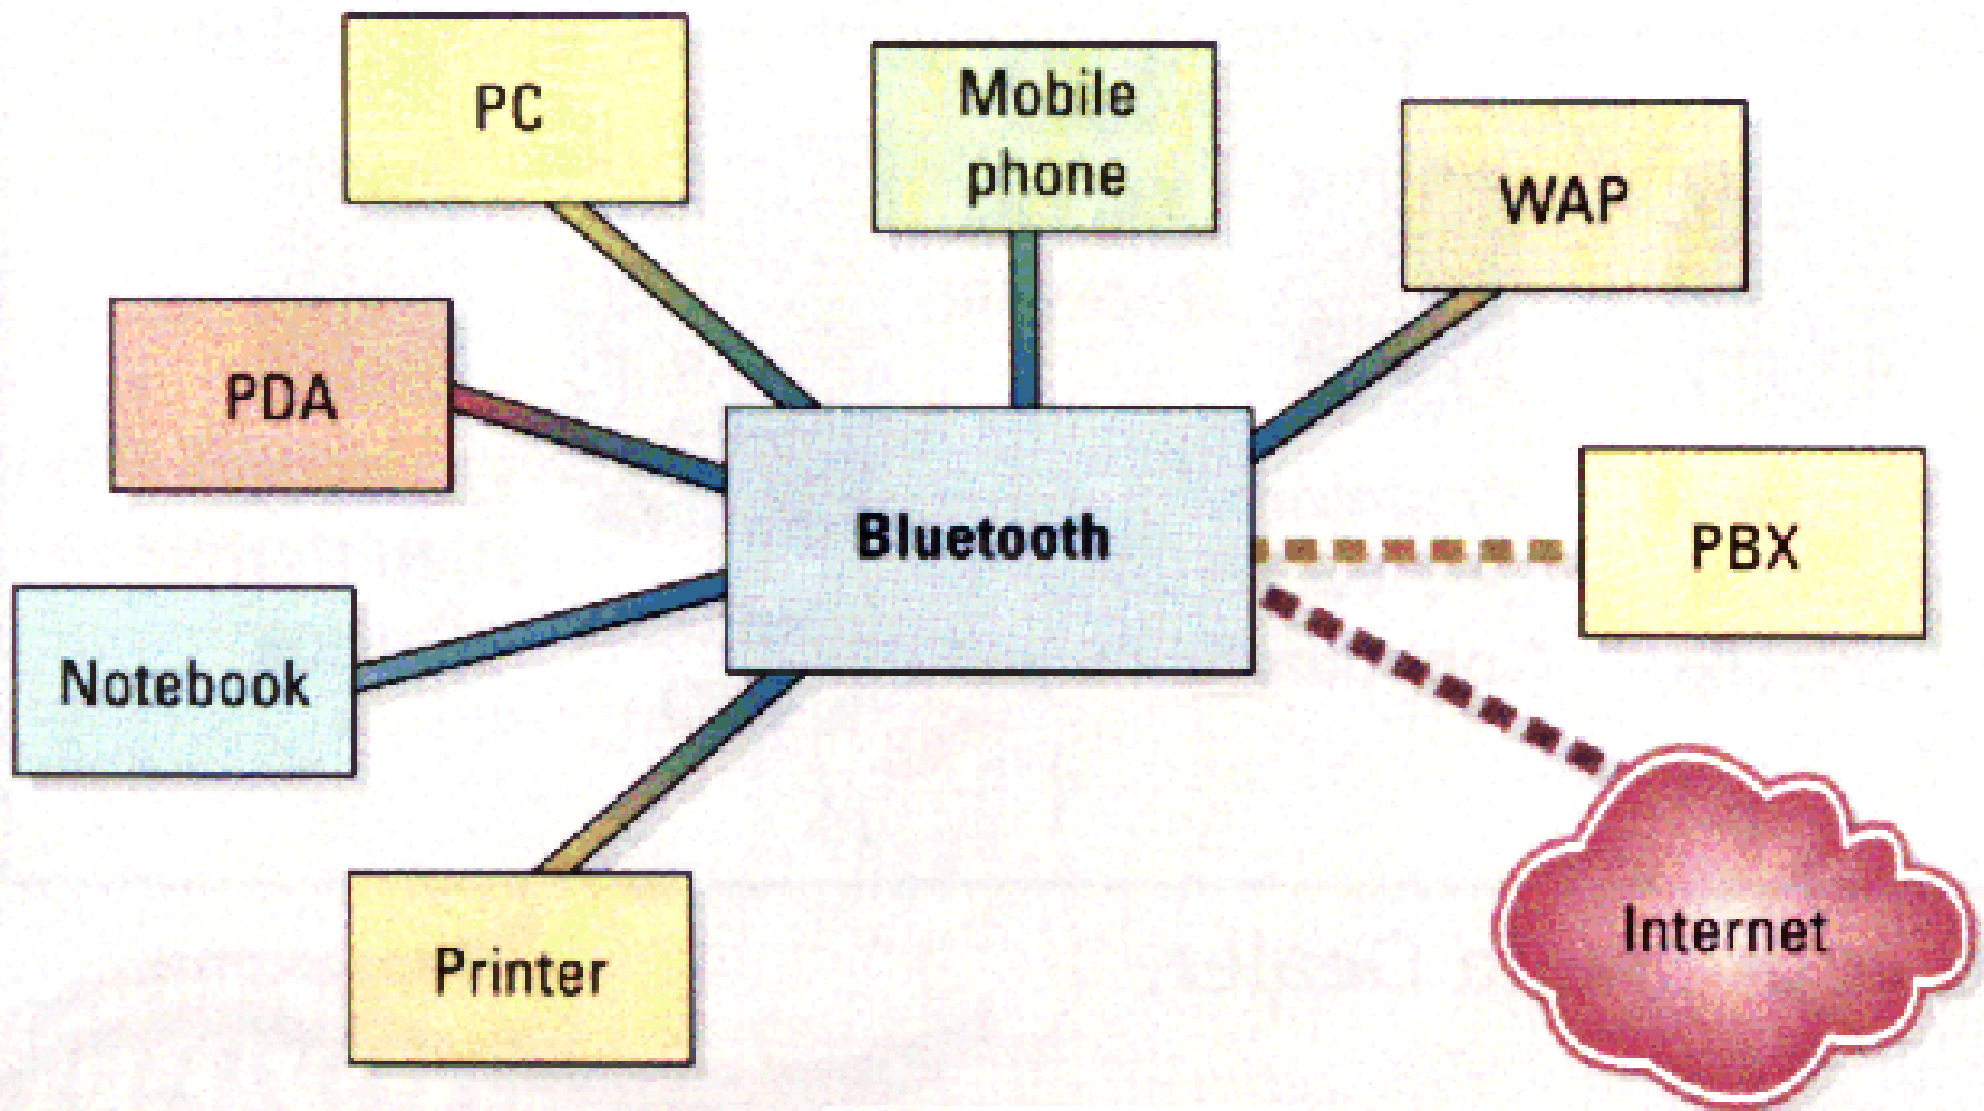 PC
Mobile
phone
WAP
PDA
Bluetooth
PBX
Notebook
Internet
Printer